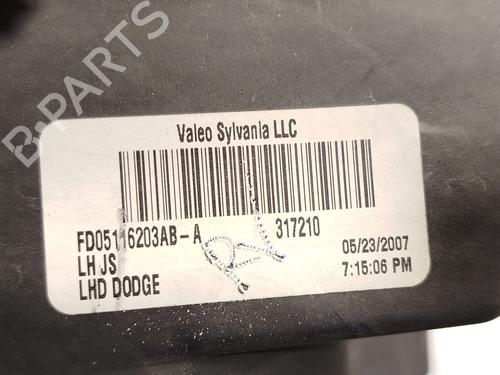 B-PARTS
Valeo Sylvania LLC
FD05116203AB-A 317210
LH JS 05/23/2007
LHD DODGE 7:15:06 PM